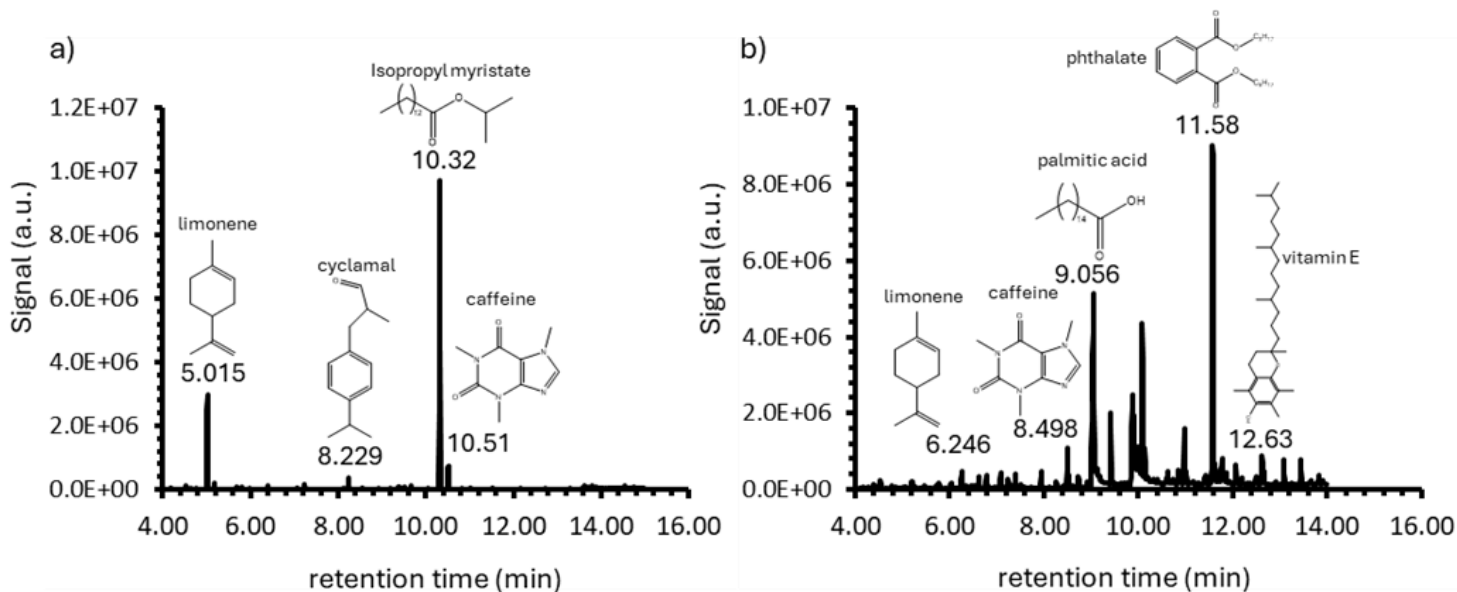 a)
Isopropyl myristate
12
O
O
10.32
limonene
5.015
cyclamal
O
8.229
caffeine
O
N
N
O
N
N
10.51
1.2E+07
1.0E+07
8.0E+06
6.0E+06
4.0E+06
2.0E+06
0.0E+00
Signal (a.u.)
4.00 6.00 8.00 10.00 12.00 14.00 16.00
retention time (min)
b)
phthalate
O
O
O
O
11.58
palmitic acid
OH
14
O
9.056
limonene
6.246
caffeine
O
N
N
O
N
N
8.498
vitamin E
12.63
1.0E+07
8.0E+06
6.0E+06
4.0E+06
2.0E+06
0.0E+00
Signal (a.u.)
4.00 6.00 8.00 10.00 12.00 14.00 16.00
retention time (min)